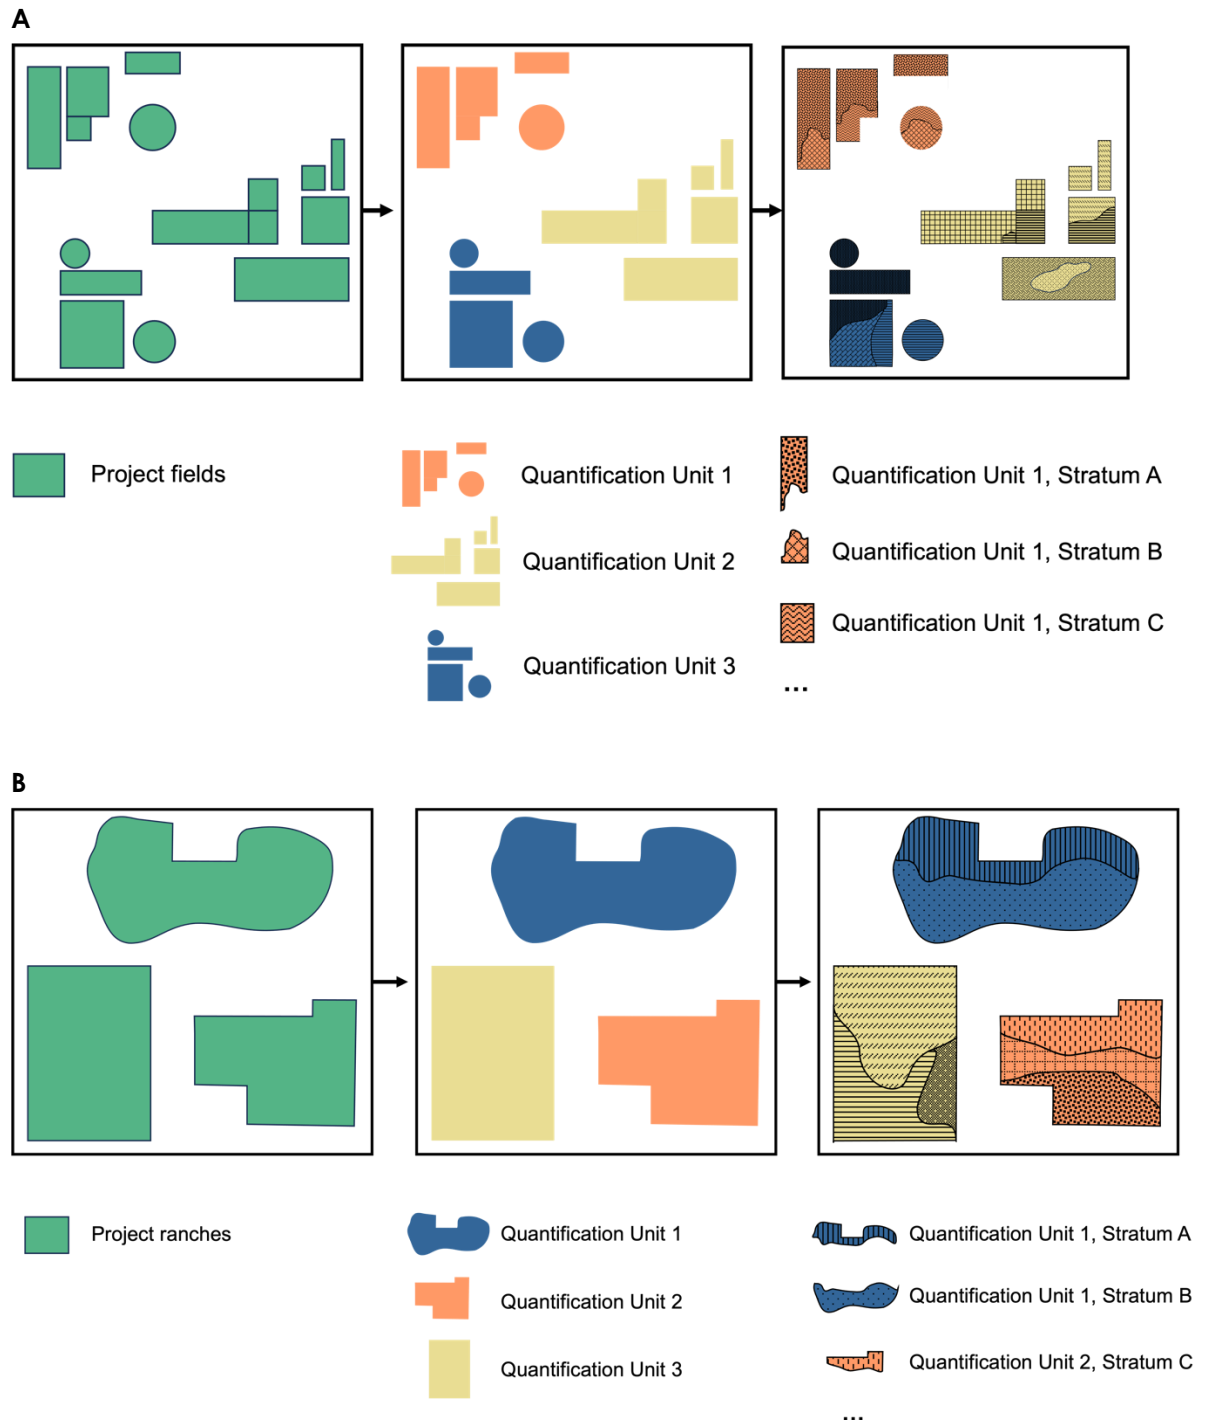 A
Project fields
Quantification Unit 1
Quantification Unit 2
Quantification Unit 3
Quantification Unit 1, Stratum A
Quantification Unit 1, Stratum B
Quantification Unit 1, Stratum C
...
B
Project ranches
Quantification Unit 1
Quantification Unit 2
Quantification Unit 3
Quantification Unit 1, Stratum A
Quantification Unit 1, Stratum B
Quantification Unit 2, Stratum C
...